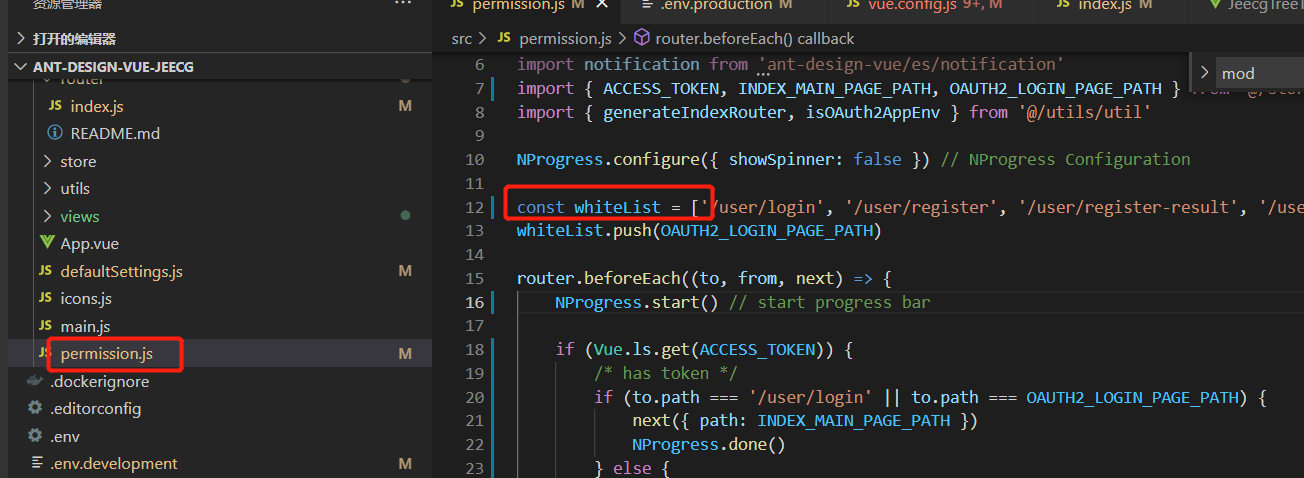 资源管理器
...
打开的编辑器
ANT-DESIGN-VUE-JEECG
router
JS index.js M
README.md
store
utils
views
App.vue
JS defaultSettings.js M
JS icons.js
JS main.js
JS permission.js M
.dockerignore
.editorconfig
.env
.env.development M
JS permission.js M
.env.production M
JS vue.config.js 9+, M
JS index.js M
src > JS permission.js > router.beforeEach() callback
mod
6 import notification from 'ant-design-vue/es/notification'
7 import { ACCESS_TOKEN, INDEX_MAIN_PAGE_PATH, OAUTH2_LOGIN_PAGE_PATH } from
8 import { generateIndexRouter, isOAuth2AppEnv } from '@/utils/util'
9
10 NProgress.configure({ showSpinner: false }) // NProgress Configuration
11
12 const whiteList = ['/user/login', '/user/register', '/user/register-result', '/use
13 whiteList.push(OAUTH2_LOGIN_PAGE_PATH)
14
15 router.beforeEach((to, from, next) => {
16 NProgress.start() // start progress bar
17
18 if (Vue.ls.get(ACCESS_TOKEN)) {
19 /* has token */
20 if (to.path === '/user/login' || to.path === OAUTH2_LOGIN_PAGE_PATH) {
21 next({ path: INDEX_MAIN_PAGE_PATH })
22 NProgress.done()
23 } else {